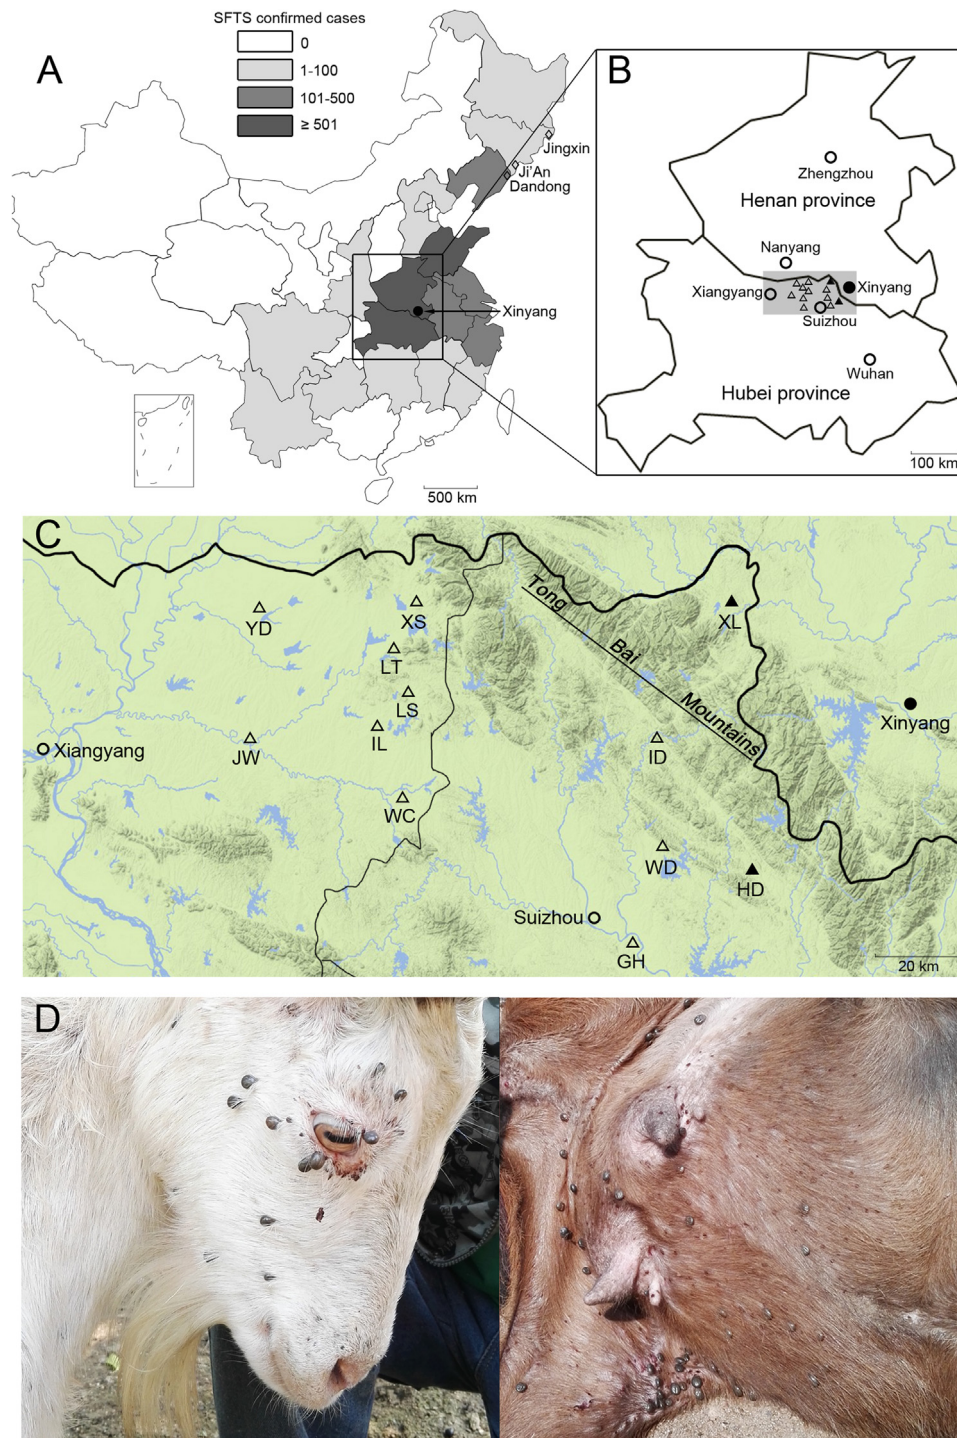 SFTS confirmed cases
0
1-100
101-500
≥ 501
A
Jingxin
Ji'An
Dandong
Xinyang
500 km
B
Zhengzhou
Henan province
Nanyang
Xiangyang
Xinyang
Suizhou
Wuhan
Hubei province
100 km
C
Tong
Bai
Mountains
YD
XS
XL
LT
LS
Xinyang
Xiangyang
JW
IL
ID
WC
WD
HD
Suizhou
GH
20 km
D